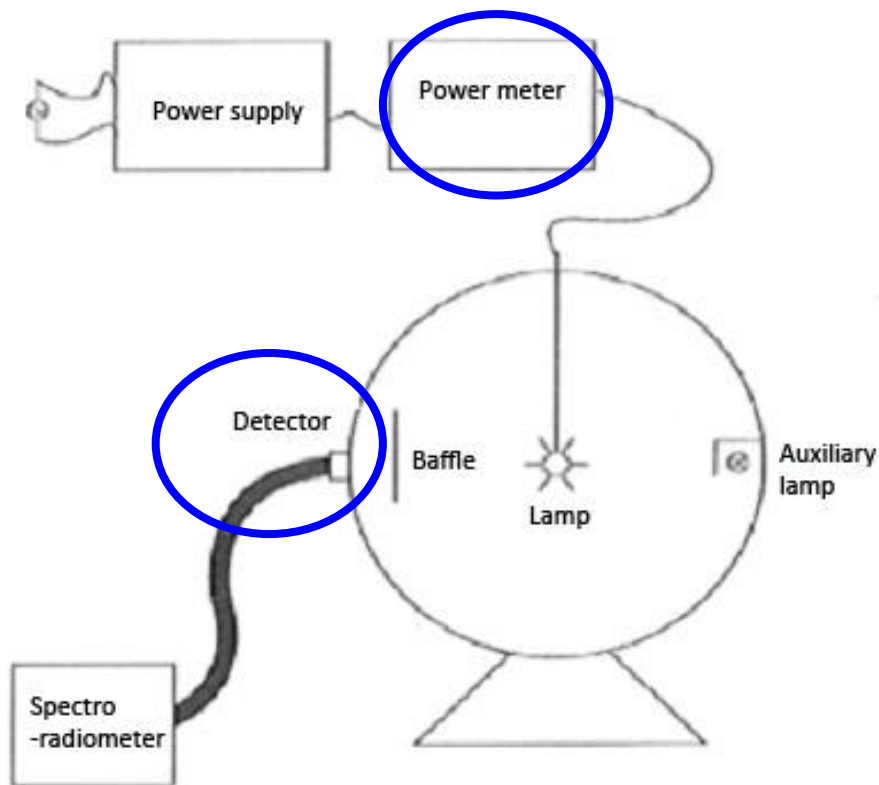 Power supply
Power meter
Detector
Baffle
Lamp
Auxiliary
lamp
Spectro
-radiometer